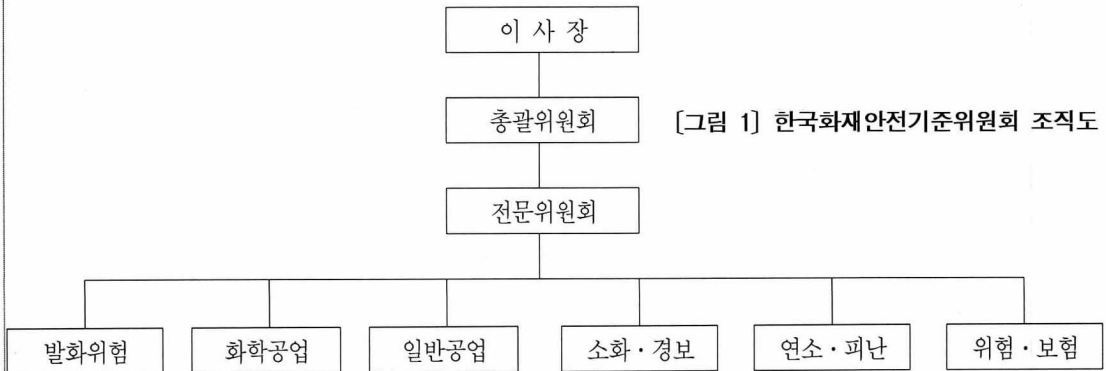 이 사 장
총괄위원회
[그림 1] 한국화재안전기준위원회 조직도
전문위원회
발화위험
화학공업
일반공업
소화 · 경보
연소 · 피난
위험 · 보험